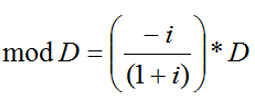 mod D = ( −i / (1 + i) ) * D